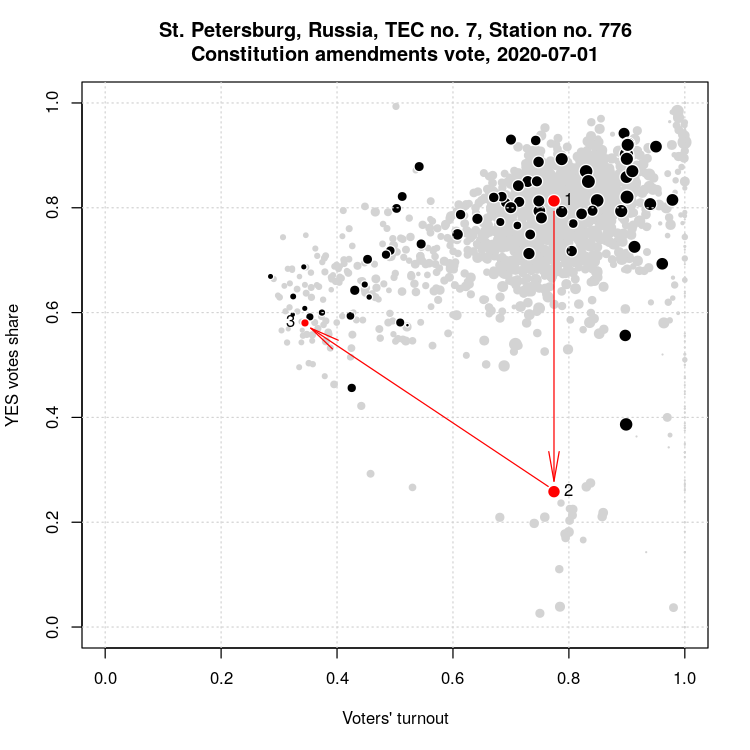 St. Petersburg, Russia, TEC no. 7, Station no. 776
Constitution amendments vote, 2020-07-01
YES votes share
1.0
0.8
0.6
0.4
0.2
0.0
1
3
2
0.0 0.2 0.4 0.6 0.8 1.0
Voters' turnout